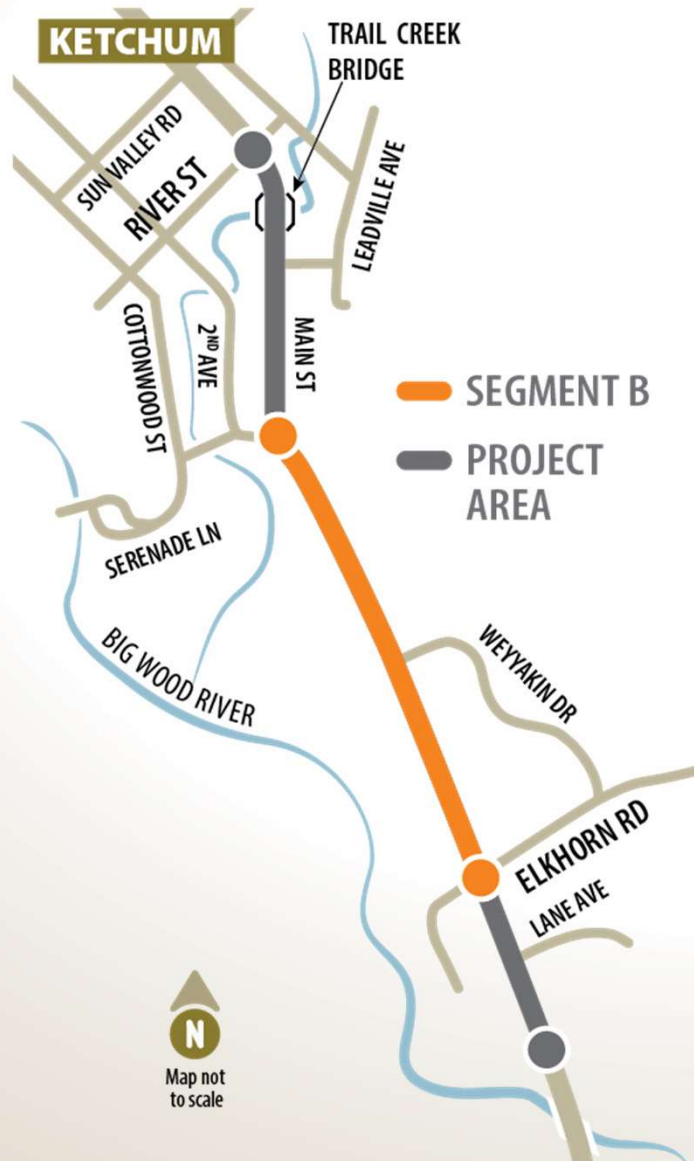 KETCHUM
TRAIL CREEK
BRIDGE
SUN VALLEY RD
RIVER ST
LEADVILLE AVE
COTTONWOOD ST
2ND AVE
MAIN ST
SEGMENT B
PROJECT
AREA
SERENADE LN
BIG WOOD RIVER
WEYYAKIN DR
ELKHORN RD
LANE AVE
N
Map not
to scale